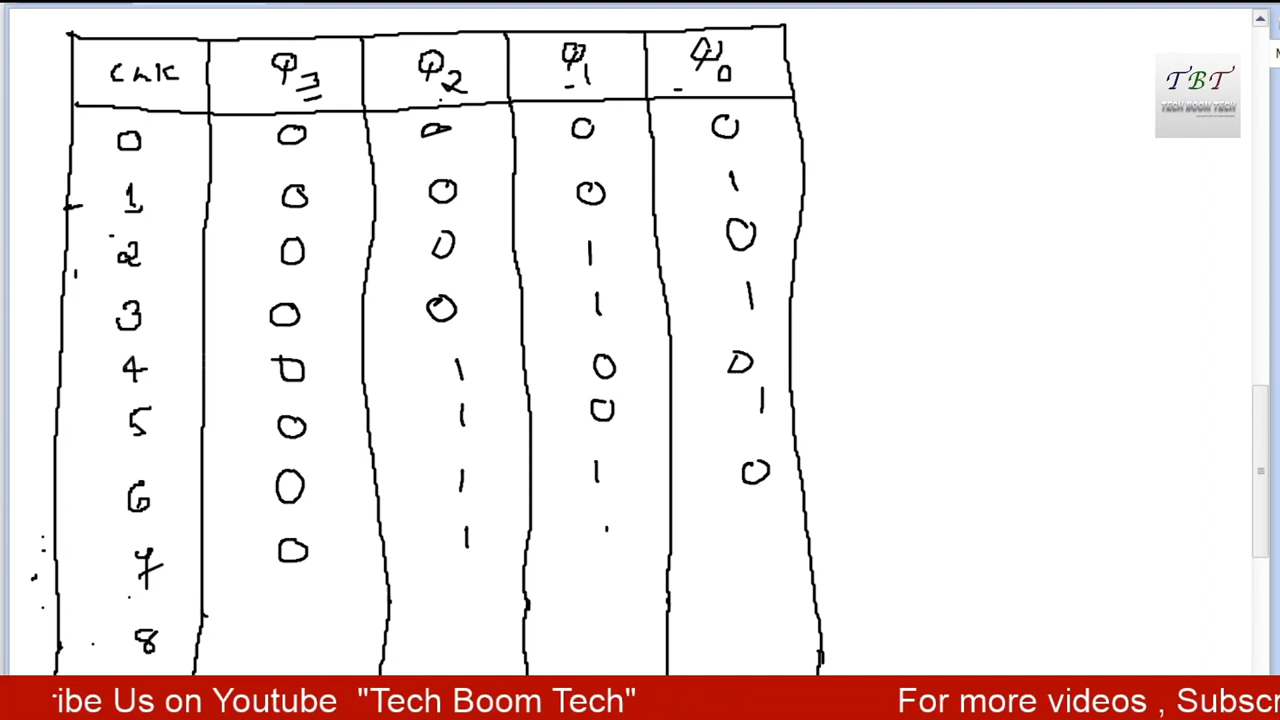 CLK Q3 Q2 Q1 Q0
0 0 0 0 0
1 0 0 0 1
2 0 0 1 0
3 0 0 1 1
4 0 1 0 0
5 0 1 0 1
6 0 1 1 0
7 0 1
8
TBT
TECH BOOM TECH
ribe Us on Youtube "Tech Boom Tech" For more videos , Subscr